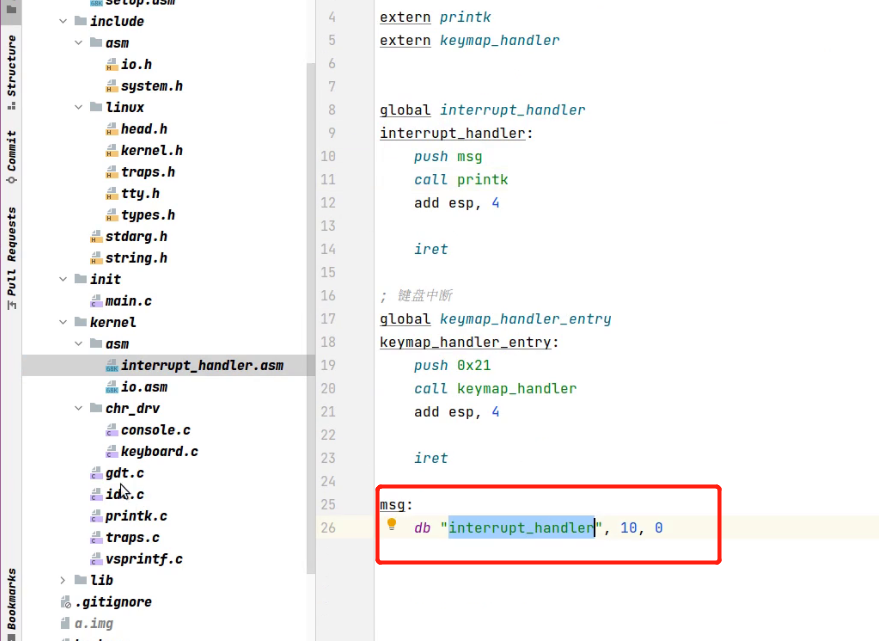 setup.asm
include
asm
io.h
system.h
linux
head.h
kernel.h
traps.h
tty.h
types.h
stdarg.h
string.h
init
main.c
kernel
asm
interrupt_handler.asm
io.asm
chr_drv
console.c
keyboard.c
gdt.c
printk.c
traps.c
vsprintf.c
lib
.gitignore
a.img
Structure
Commit
Pull Requests
Bookmarks
4 extern printk
5 extern keymap_handler
6
7
8 global interrupt_handler
9 interrupt_handler:
10 push msg
11 call printk
12 add esp, 4
13
14 iret
15
16 ; 键盘中断
17 global keymap_handler_entry
18 keymap_handler_entry:
19 push 0x21
20 call keymap_handler
21 add esp, 4
22
23 iret
24
25 msg:
26 db "interrupt_handler", 10, 0